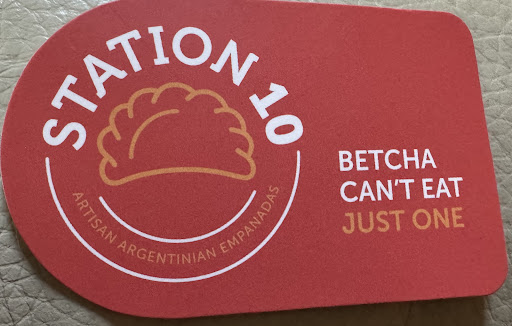 STATION 10
ARTISAN ARGENTINIAN EMPANADAS
BETCHA
CAN'T EAT
JUST ONE